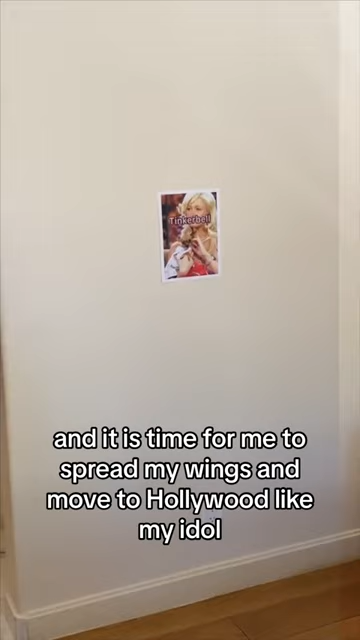 Tinkerbell
and it is time for me to
spread my wings and
move to Hollywood like
my idol